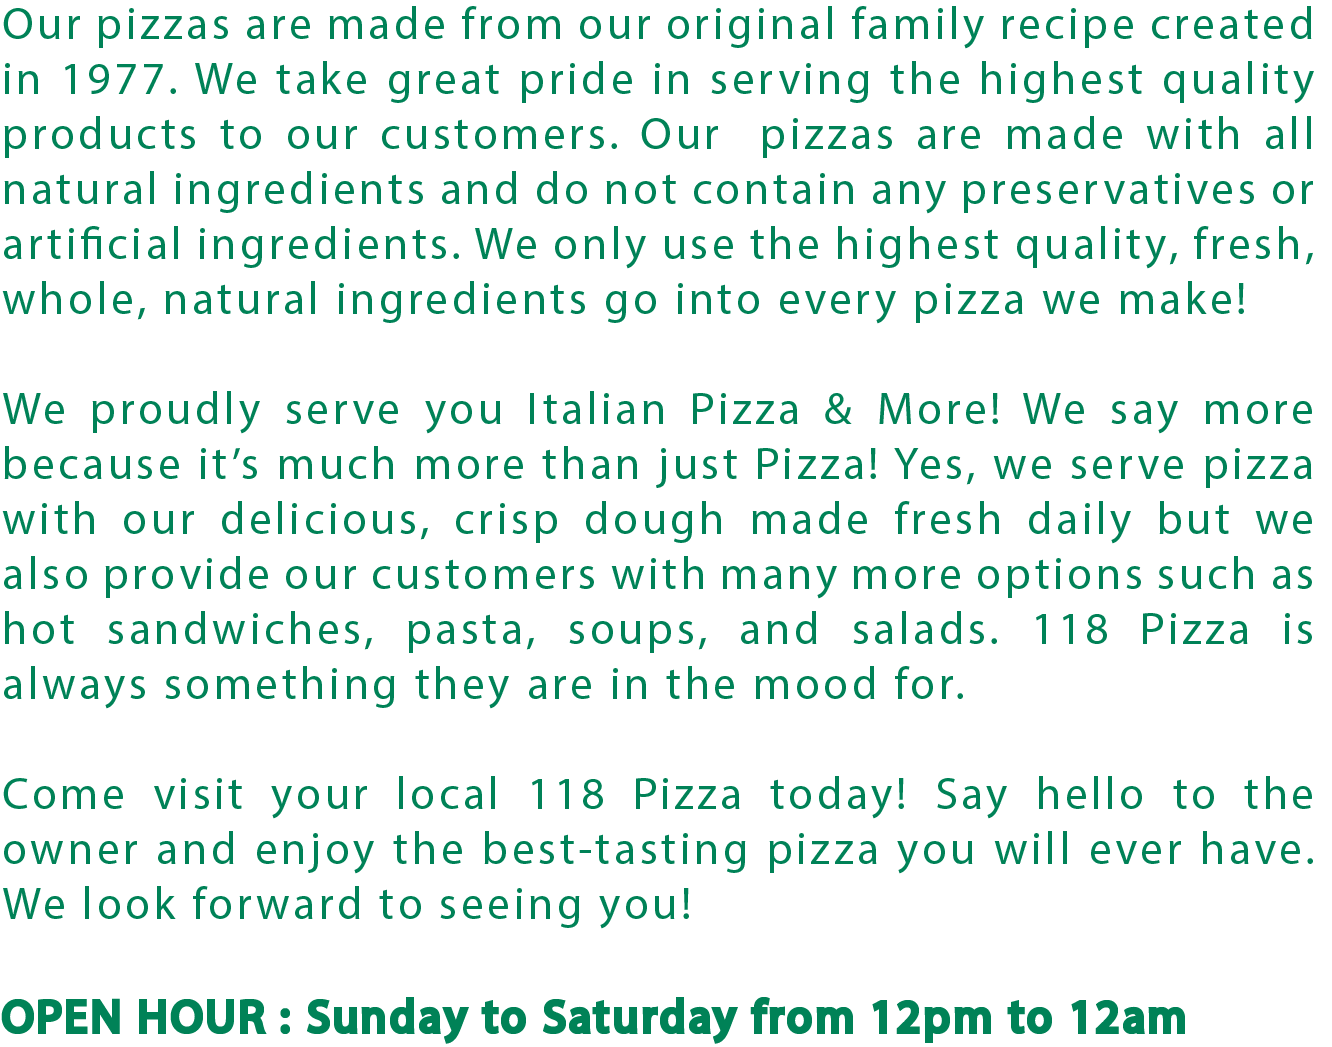 Our pizzas are made from our original family recipe created
in 1977. We take great pride in serving the highest quality
products to our customers. Our  pizzas are made with all
natural ingredients and do not contain any preservatives or
artificial ingredients. We only use the highest quality, fresh,
whole, natural ingredients go into every pizza we make!
We proudly serve you Italian Pizza & More! We say more
because it’s much more than just Pizza! Yes, we serve pizza
with our delicious, crisp dough made fresh daily but we
also provide our customers with many more options such as
hot sandwiches, pasta, soups, and salads. 118 Pizza is
always something they are in the mood for.
Come visit your local 118 Pizza today! Say hello to the
owner and enjoy the best-tasting pizza you will ever have.
We look forward to seeing you!
OPEN HOUR : Sunday to Saturday from 12pm to 12am